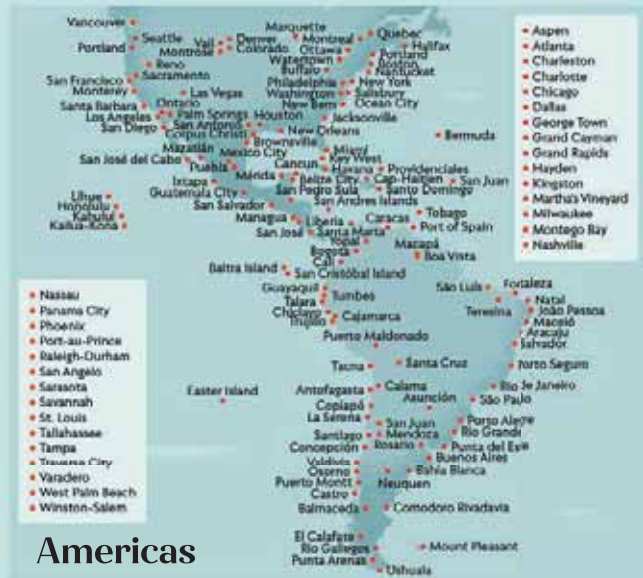 Vancouver
Seattle
Portland
Vail
Denver
Montrose
Colorado
Marquette
Montreal
Quebec
Ottawa
Halifax
Watertown
Portland
Buffalo
Boston
Nantucket
Reno
San Francisco
Sacramento
Monterey
Las Vegas
Philadelphia
New York
Washington
Salisbury
New Bern
Ocean City
Santa Barbara
Ontario
Los Angeles
Palm Springs
Houston
Jacksonville
San Diego
San Antonio
Corpus Christi
New Orleans
Bermuda
Brownsville
Mazatlán
Mexico City
Miami
San José del Cabo
Cancun
Key West
Puebla
Havana
Providenciales
Ixtapa
Mérida
Belize City
Cap-Haïtien
San Juan
Guatemala City
San Pedro Sula
Santo Domingo
Lihue
Honolulu
Kahului
Kailua-Kona
San Salvador
San Andres Islands
Managua
Liberia
Caracas
Tobago
San José
Santa Marta
Port of Spain
Yopal
Bogota
Macapá
Cali
Boa Vista
Baltra Island
San Cristóbal Island
Guayaquil
São Luís
Fortaleza
Talara
Tumbes
Teresina
Natal
Chiclayo
João Pessoa
Trujillo
Cajamarca
Maceió
Aracaju
Puerto Maldonado
Salvador
Tacna
Santa Cruz
Porto Seguro
Easter Island
Antofagasta
Calama
Rio de Janeiro
Asunción
São Paulo
Copiapó
La Serena
San Juan
Porto Alegre
Santiago
Mendoza
Rio Grande
Concepción
Rosario
Punta del Este
Buenos Aires
Valdivia
Osorno
Bahia Blanca
Puerto Montt
Neuquen
Castro
Balmaceda
Comodoro Rivadavia
El Calafate
Rio Gallegos
Mount Pleasant
Punta Arenas
Ushuaia
Aspen
Atlanta
Charleston
Charlotte
Chicago
Dallas
George Town
Grand Cayman
Grand Rapids
Hayden
Kingston
Martha's Vineyard
Milwaukee
Montego Bay
Nashville
Nassau
Panama City
Phoenix
Port-au-Prince
Raleigh-Durham
San Angelo
Sarasota
Savannah
St. Louis
Tallahassee
Tampa
Traverse City
Varadero
West Palm Beach
Winston-Salem
Americas